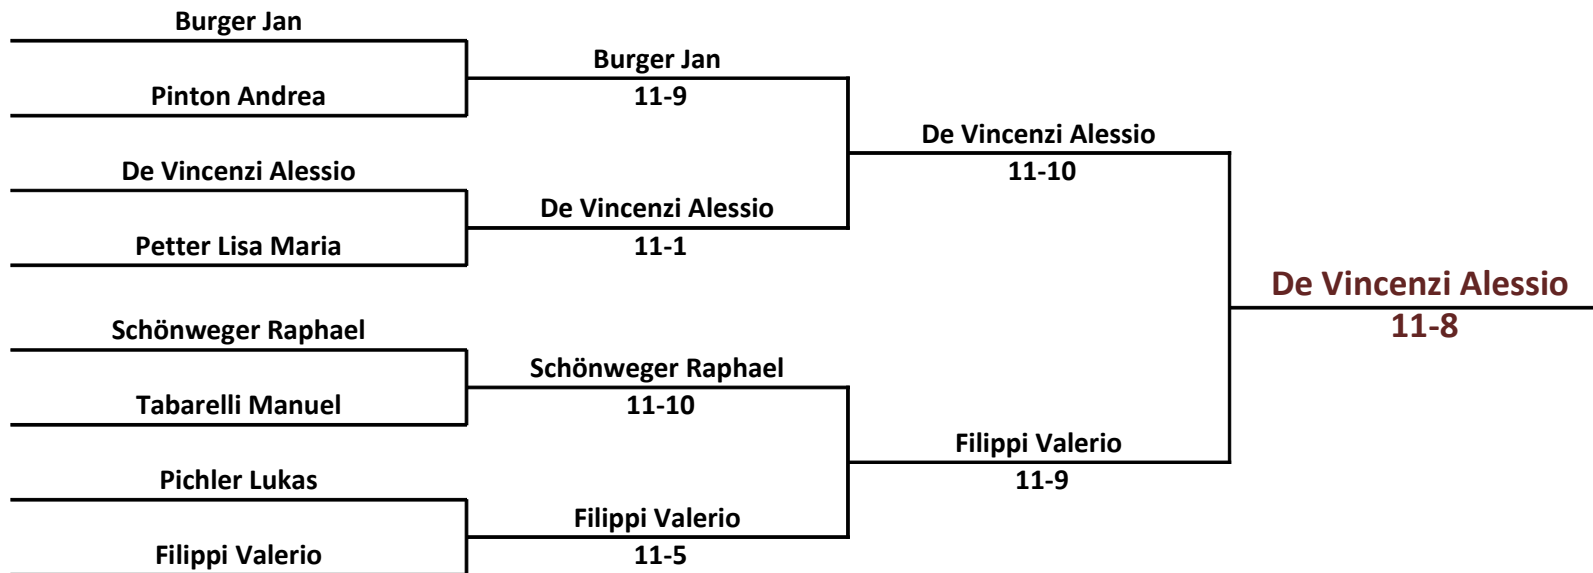 Burger Jan
Pinton Andrea
De Vincenzi Alessio
Petter Lisa Maria
Schönweger Raphael
Tabarelli Manuel
Pichler Lukas
Filippi Valerio
Burger Jan
11-9
De Vincenzi Alessio
11-1
Schönweger Raphael
11-10
Filippi Valerio
11-5
De Vincenzi Alessio
11-10
Filippi Valerio
11-9
De Vincenzi Alessio
11-8